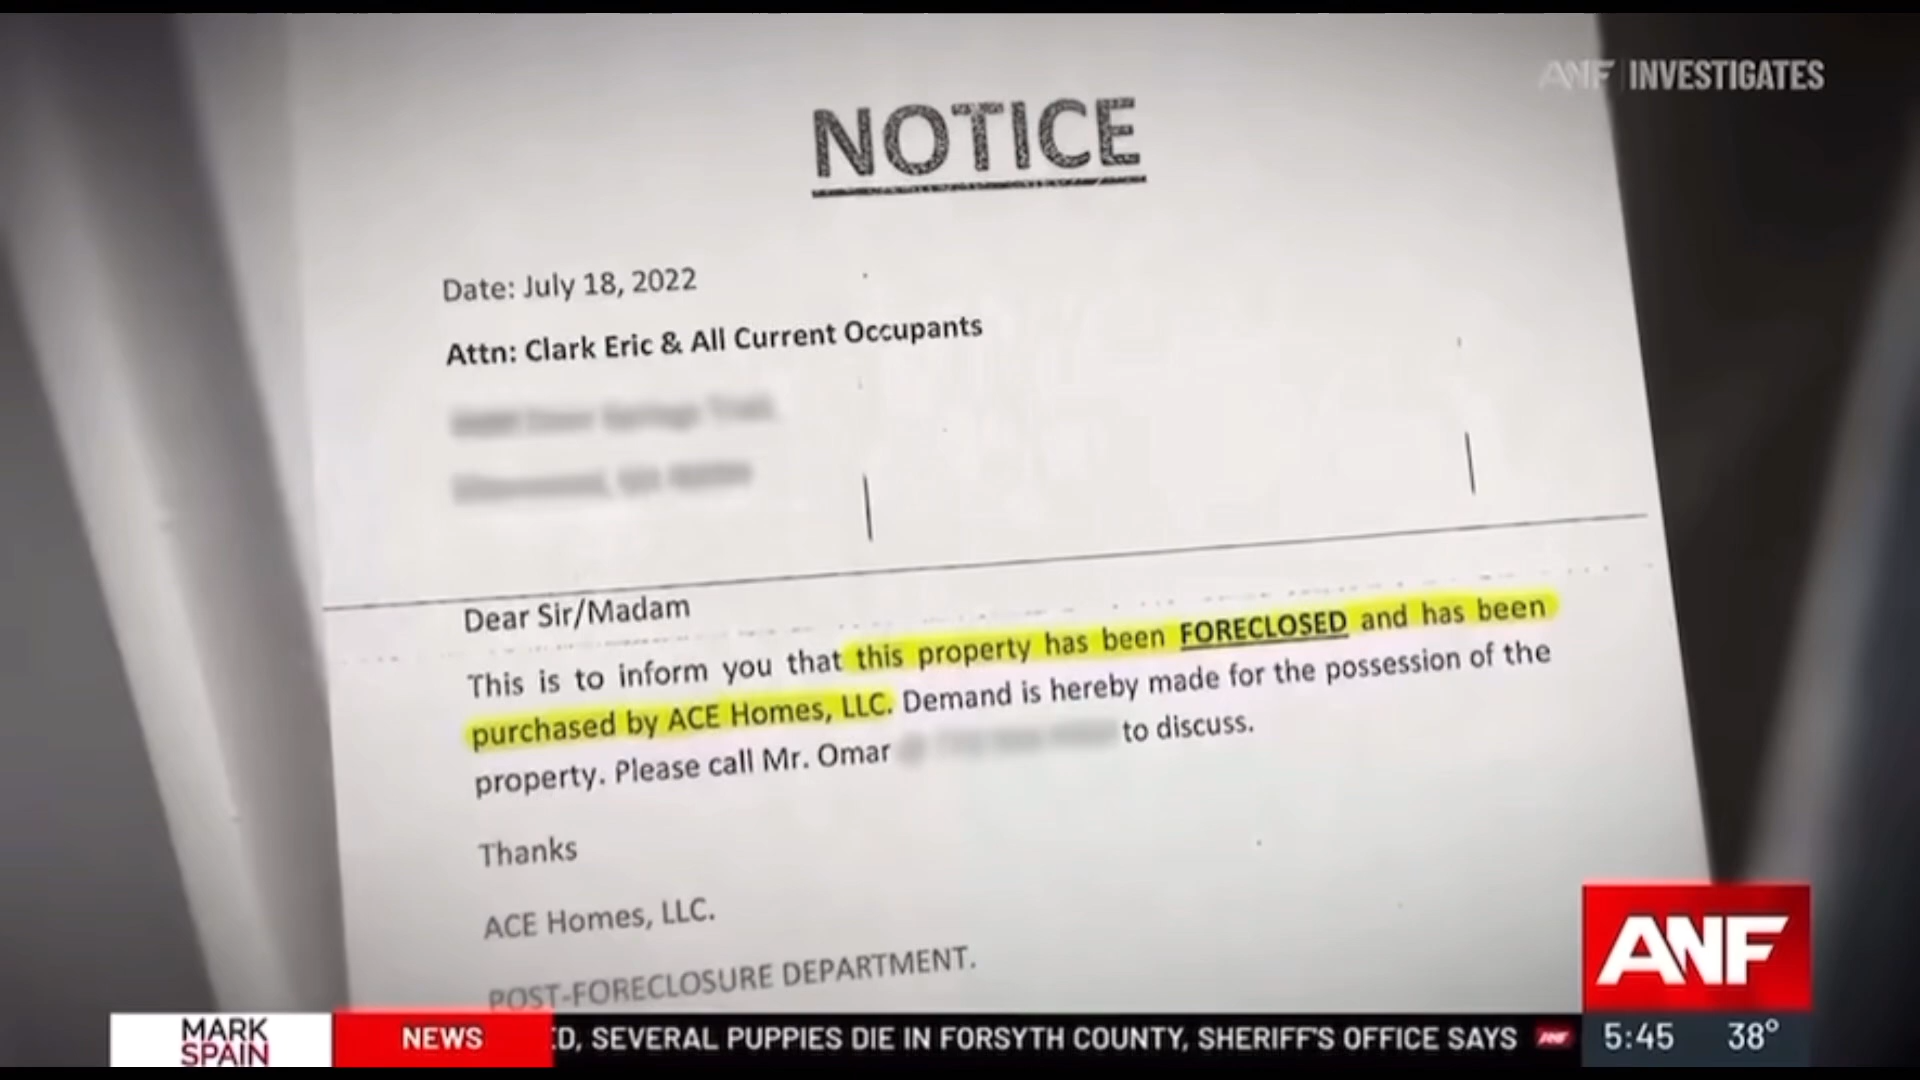 ANF INVESTIGATES
NOTICE
Date: July 18, 2022
Attn: Clark Eric & All Current Occupants
Dear Sir/Madam
This is to inform you that this property has been FORECLOSED and has been
purchased by ACE Homes, LLC. Demand is hereby made for the possession of the
property. Please call Mr. Omar to discuss.
Thanks
ACE Homes, LLC.
POST-FORECLOSURE DEPARTMENT.
ANF
MARK
SPAIN
NEWS
ED, SEVERAL PUPPIES DIE IN FORSYTH COUNTY, SHERIFF'S OFFICE SAYS ANF
5:45 38°